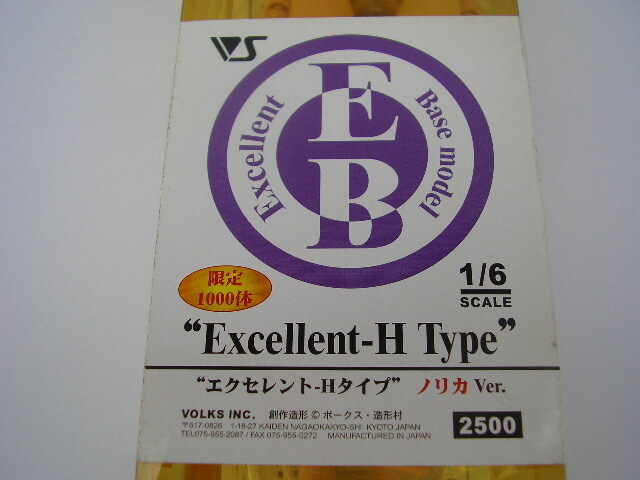 VS
Excellent
Base model
E
B
限定
1000体
1/6
SCALE
“Excellent-H Type”
“エクセレント-Hタイプ” ノリカ Ver.
VOLKS INC. 創作造形 © ボークス・造形村
〒617-0826 1-18-27 KAIDEN NAGAOKAKYO-SHI, KYOTO JAPAN
TEL075-955-2087 / FAX 075-955-0272 MANUFACTURED IN JAPAN
2500